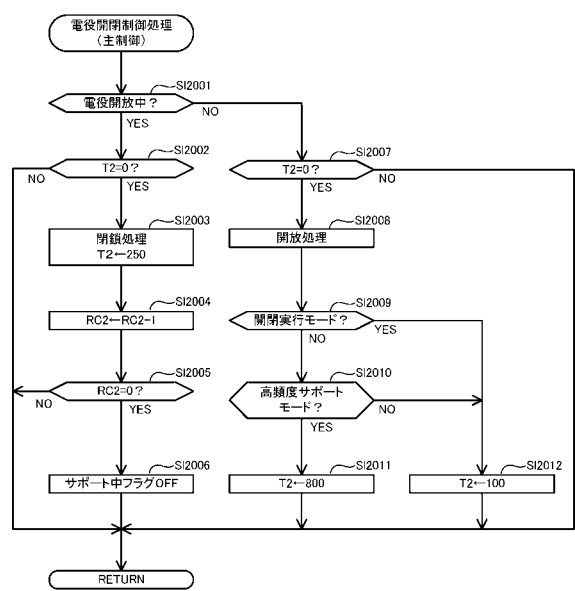 電役開閉制御処理
(主制御)
SI2001
電役開放中？
NO
YES
SI2002
T2=0？
NO
YES
SI2007
T2=0？
NO
YES
SI2003
閉鎖処理
T2←250
SI2008
開放処理
SI2004
RC2←RC2-1
SI2009
開閉実行モード？
YES
NO
SI2005
RC2=0？
NO
YES
SI2010
高頻度サポート
モード？
NO
YES
SI2006
サポート中フラグOFF
SI2011
T2←800
SI2012
T2←100
RETURN